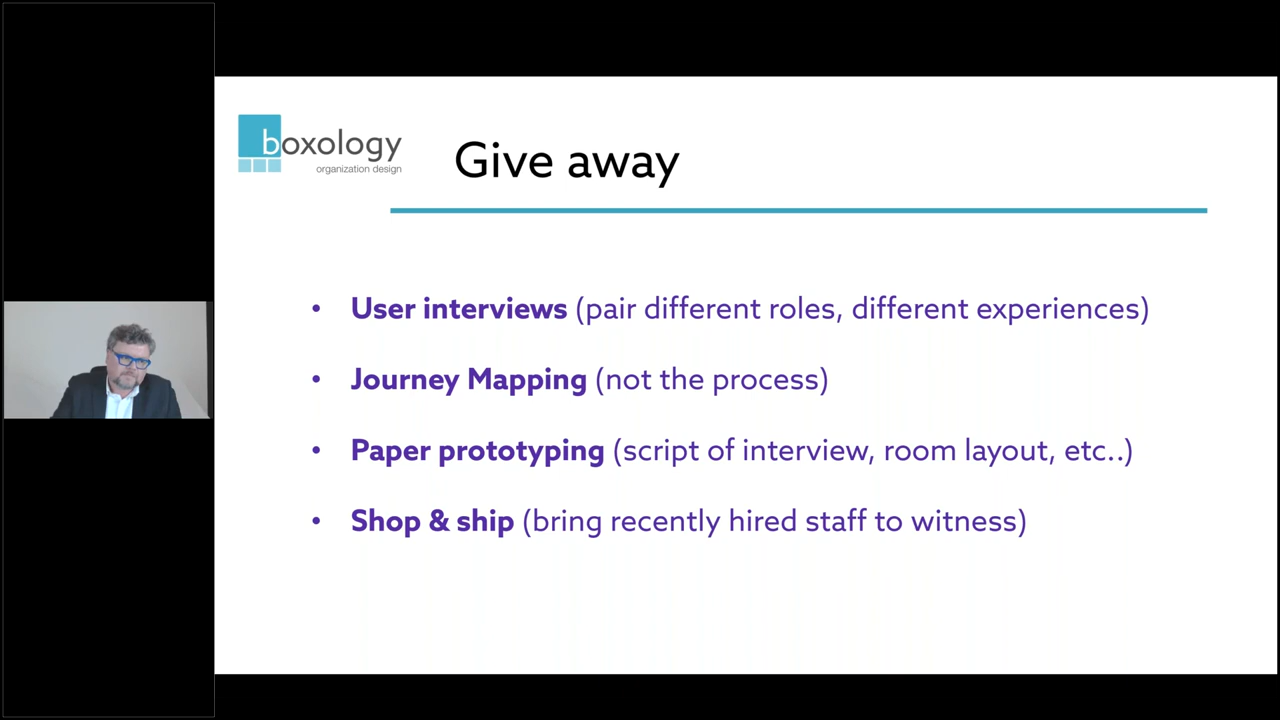 boxology
organization design
Give away
• User interviews (pair different roles, different experiences)
• Journey Mapping (not the process)
• Paper prototyping (script of interview, room layout, etc..)
• Shop & ship (bring recently hired staff to witness)